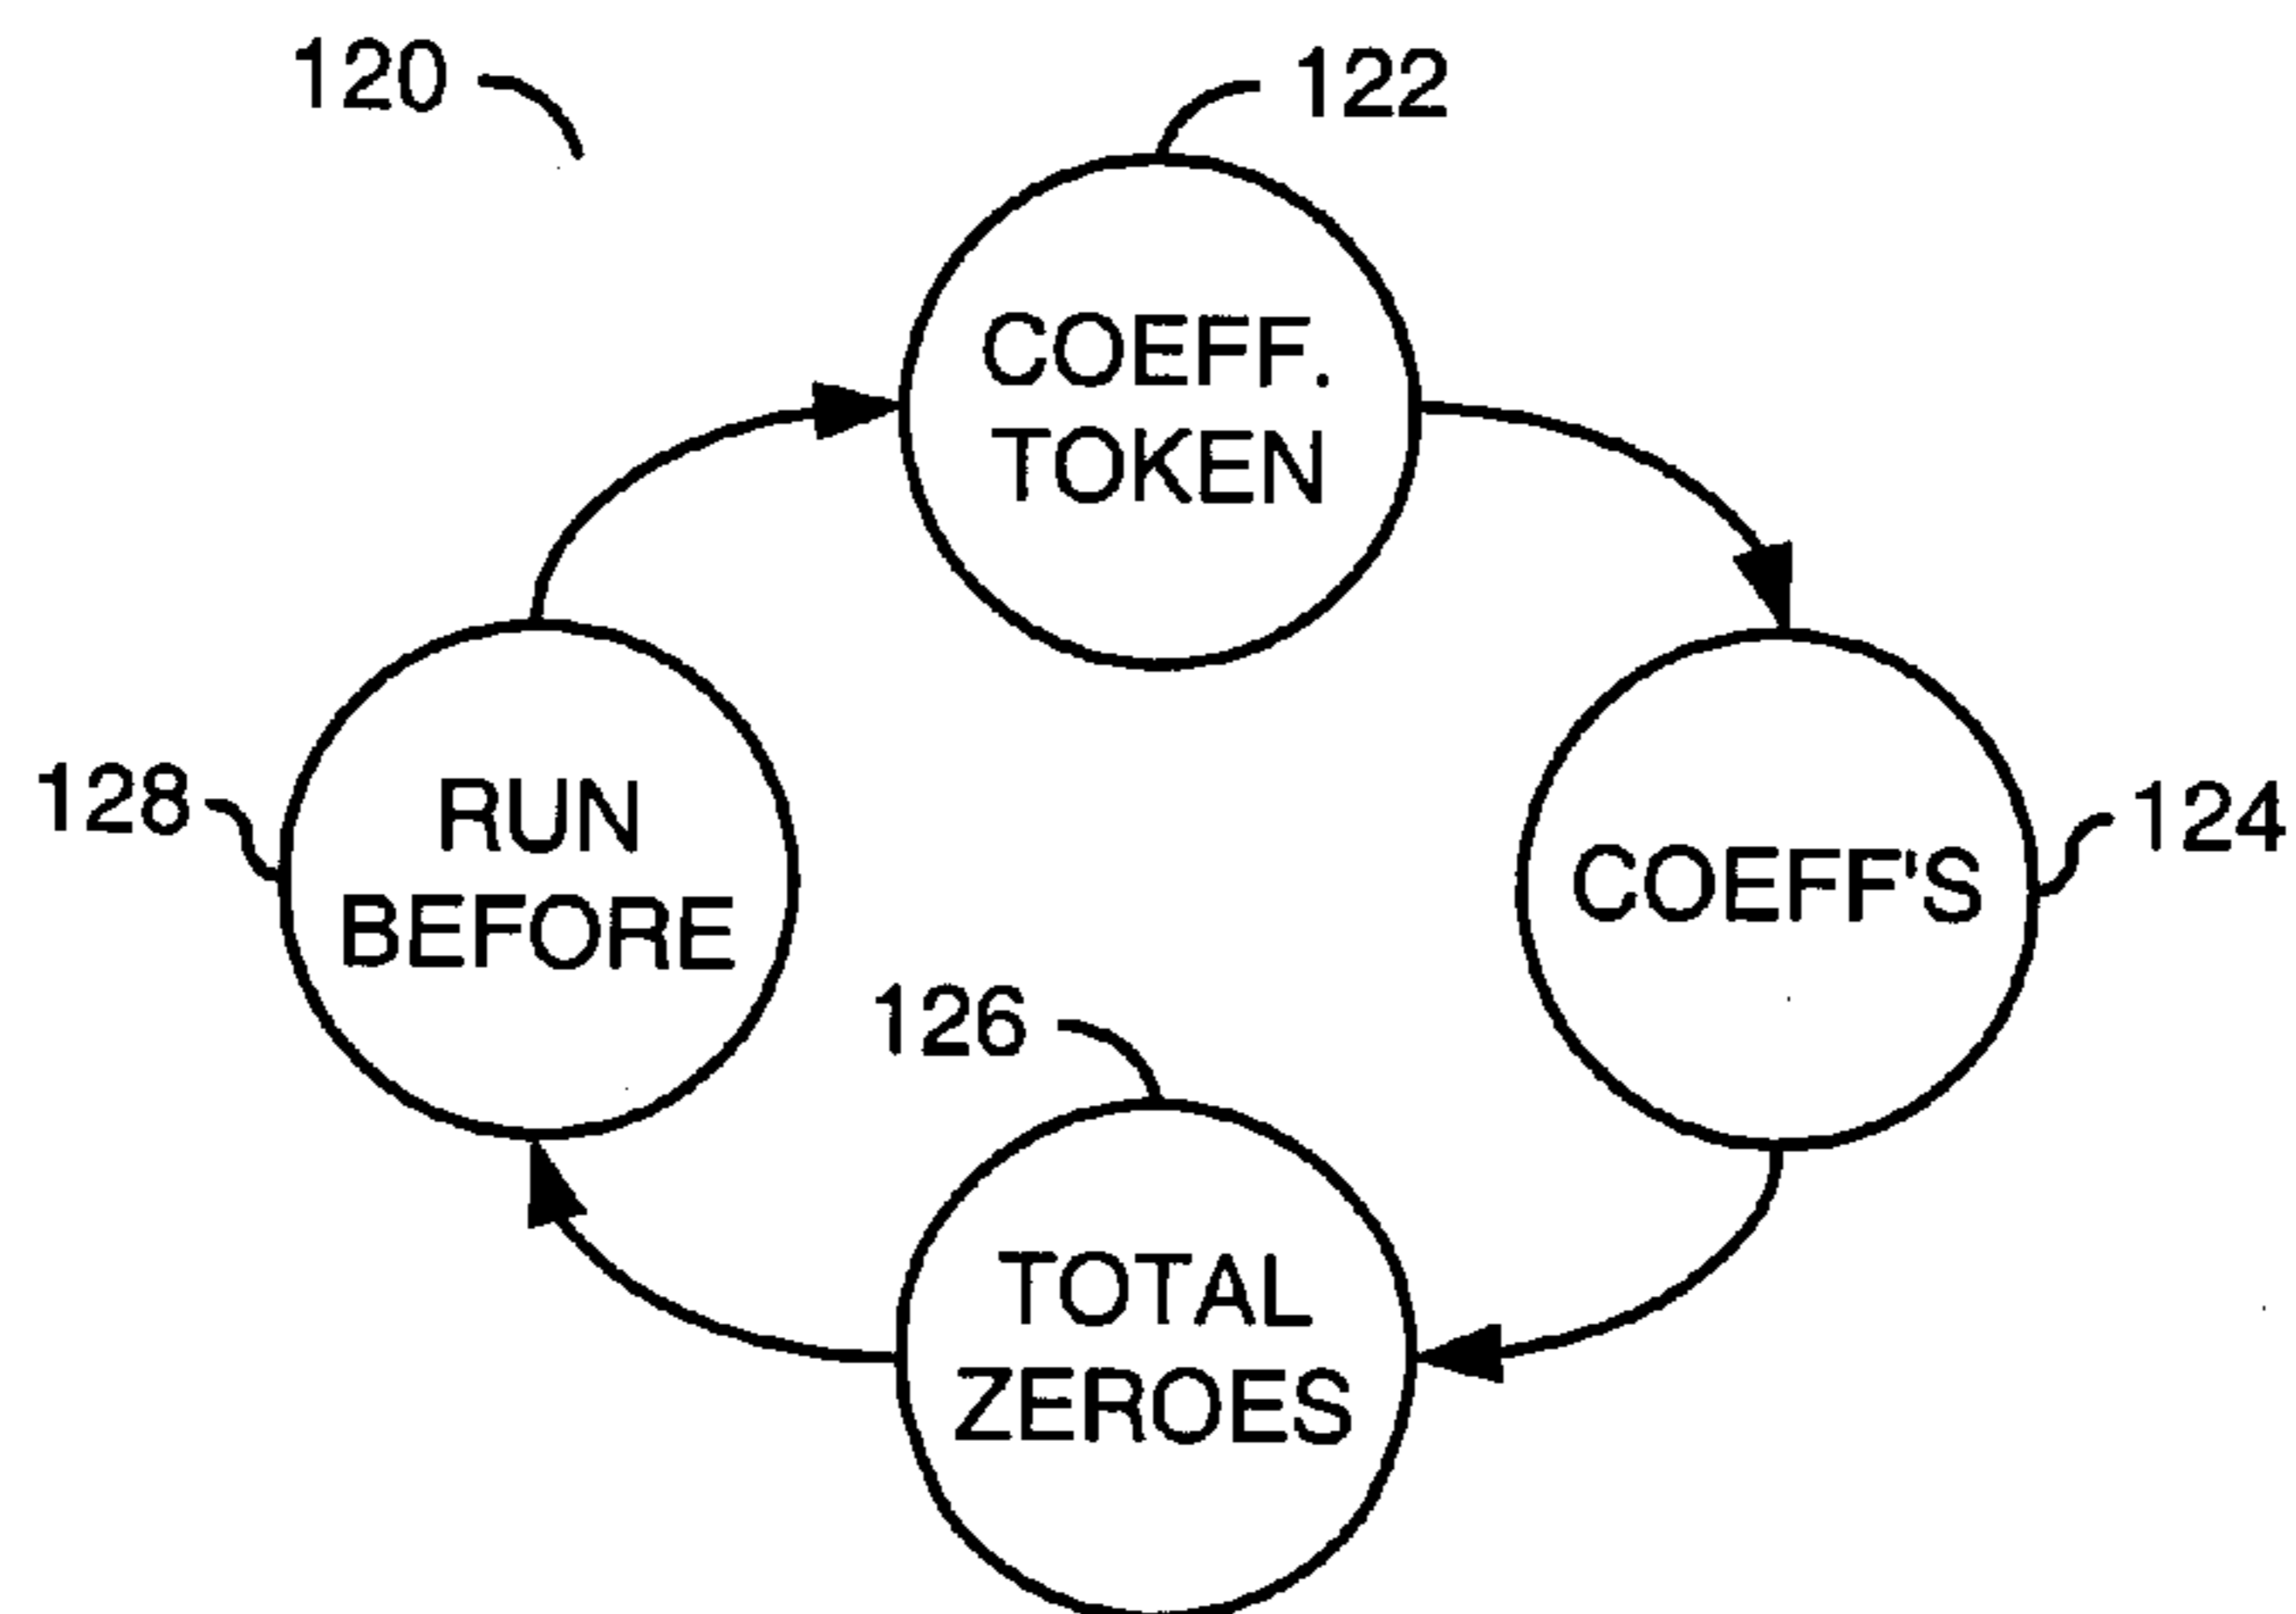 120
122
COEFF.
TOKEN
128
RUN
BEFORE
COEFF'S
124
126
TOTAL
ZEROES